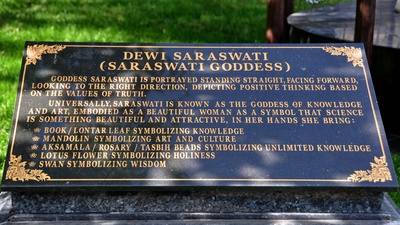 DEWI SARASWATI
(SARASWATI GODDESS)
GODDESS SARASWATI IS PORTRAYED STANDING STRAIGHT, FACING FORWARD,
LOOKING TO THE RIGHT DIRECTION, DEPICTING POSITIVE THINKING BASED
ON THE VALUES OF TRUTH.
UNIVERSALLY, SARASWATI IS KNOWN AS THE GODDESS OF KNOWLEDGE
AND ART, EMBODIED AS A BEAUTIFUL WOMAN AS A SYMBOL THAT SCIENCE
IS SOMETHING BEAUTIFUL AND ATTRACTIVE, IN HER HANDS SHE BRING:
BOOK / LONTAR LEAF SYMBOLIZING KNOWLEDGE
MANDOLIN SYMBOLIZING ART AND CULTURE
AKSAMALA / ROSARY / TASBIH BEADS SYMBOLIZING UNLIMITED KNOWLEDGE
LOTUS FLOWER SYMBOLIZING HOLINESS
SWAN SYMBOLIZING WISDOM